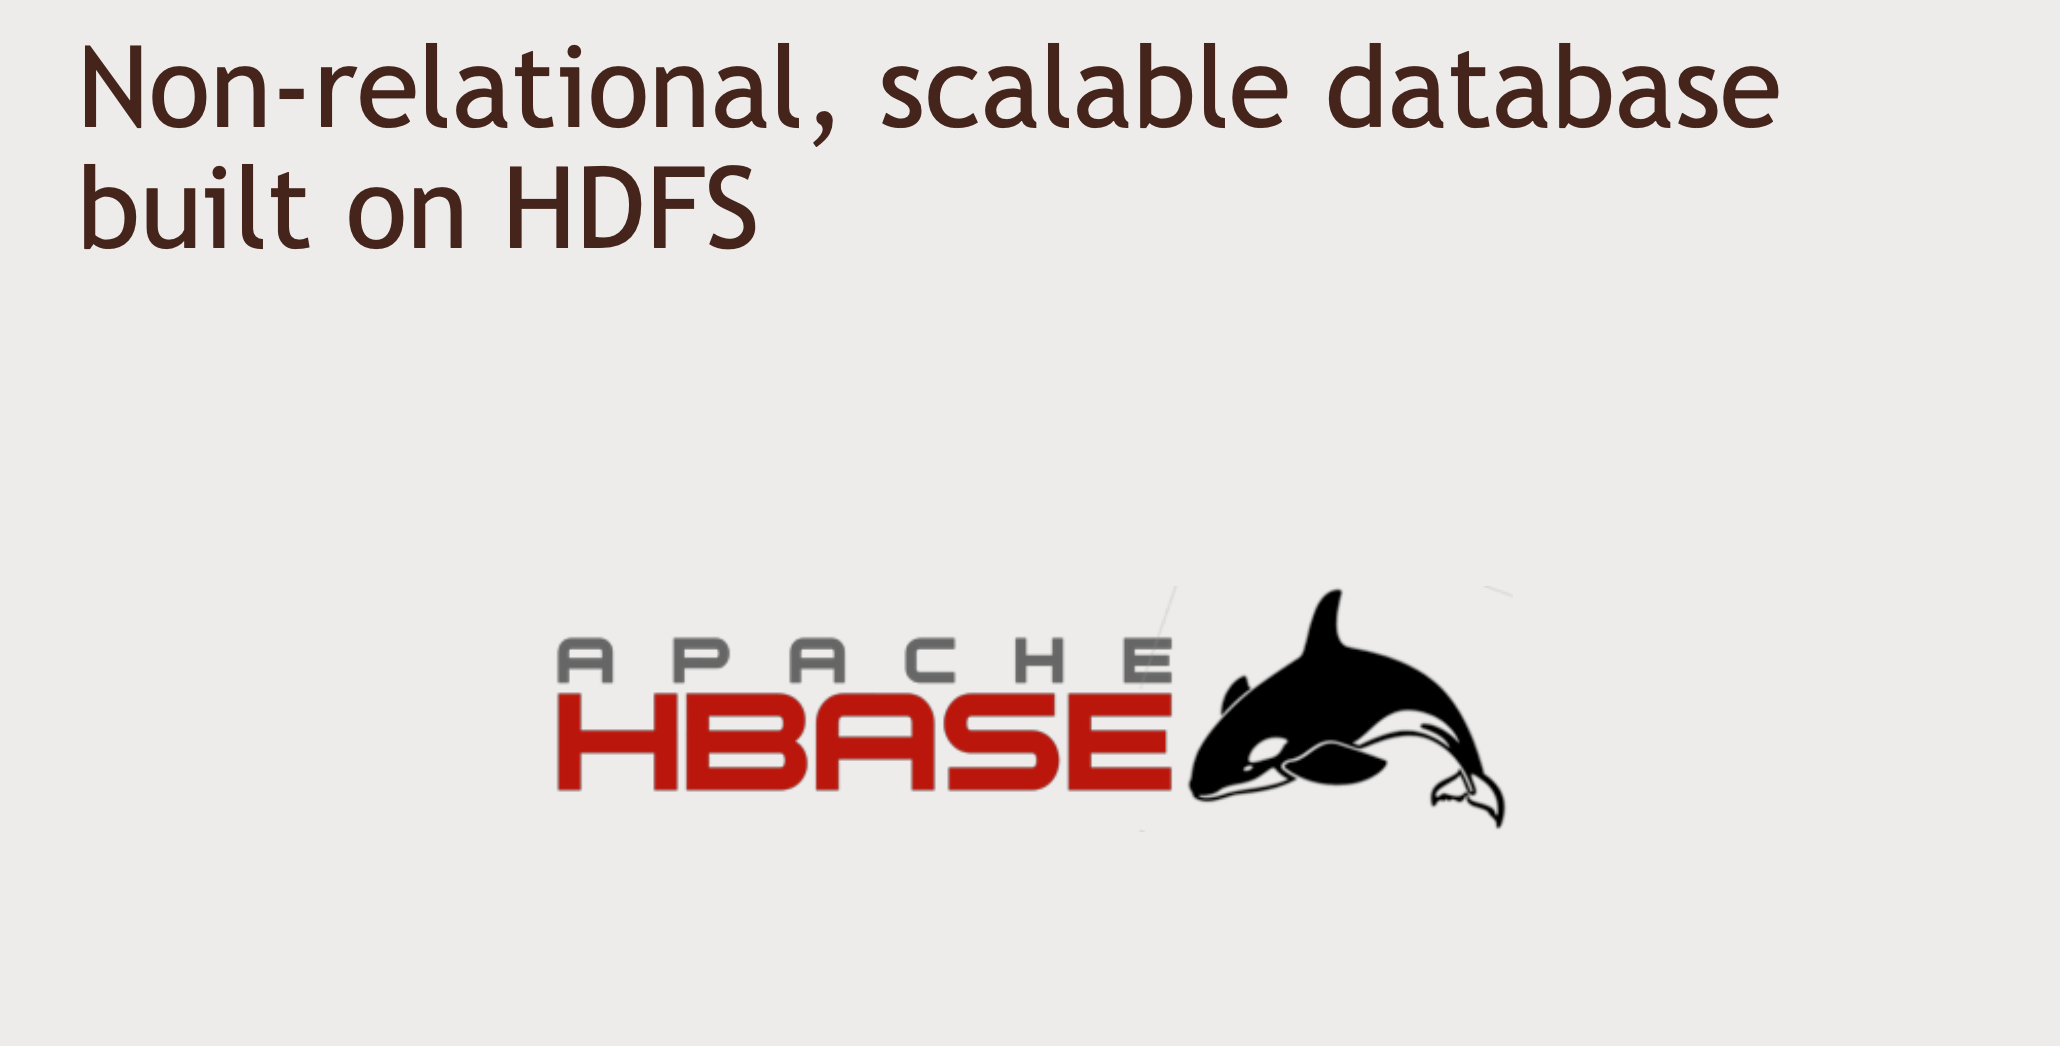 Non-relational, scalable database
built on HDFS
APACHE
HBASE